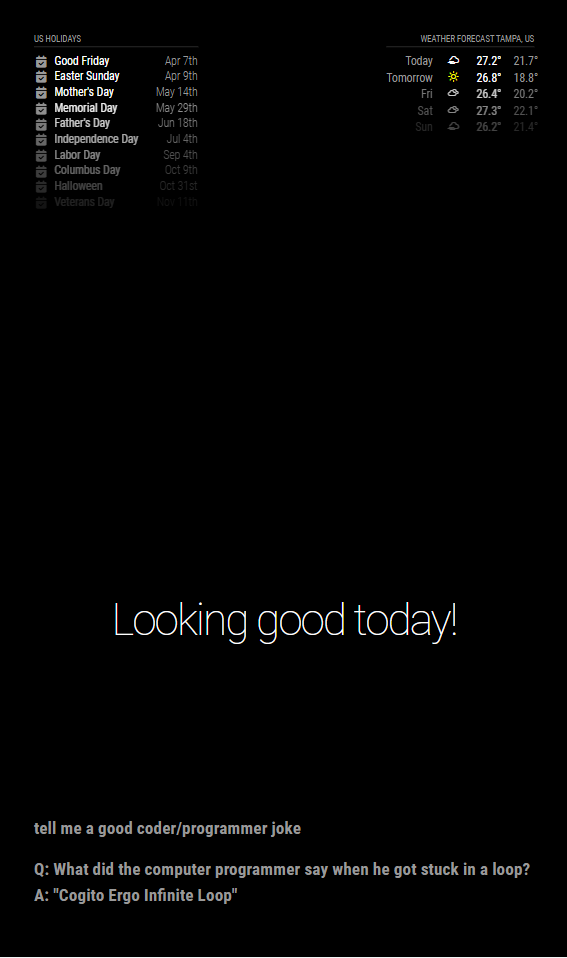 US HOLIDAYS
Good Friday Apr 7th
Easter Sunday Apr 9th
Mother's Day May 14th
Memorial Day May 29th
Father's Day Jun 18th
Independence Day Jul 4th
Labor Day Sep 4th
Columbus Day Oct 9th
Halloween Oct 31st
Veterans Day Nov 11th
WEATHER FORECAST TAMPA, US
Today 27.2° 21.7°
Tomorrow 26.8° 18.8°
Fri 26.4° 20.2°
Sat 27.3° 22.1°
Sun 26.2° 21.4°
Looking good today!
tell me a good coder/programmer joke
Q: What did the computer programmer say when he got stuck in a loop?
A: "Cogito Ergo Infinite Loop"